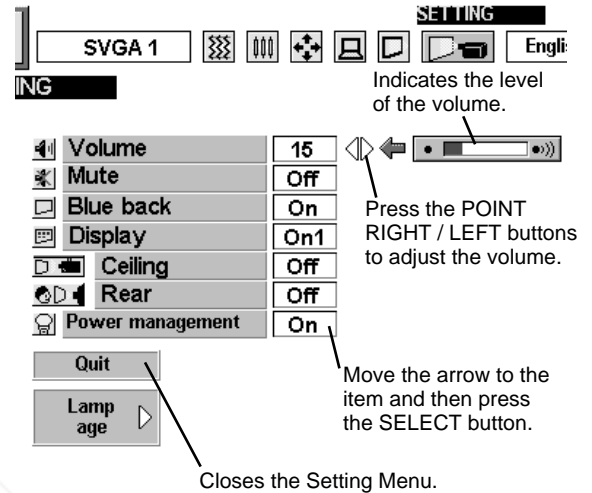 SETTING
SVGA 1
Engli
ING
Indicates the level
of the volume.
Volume 15
Mute Off
Blue back On
Display On1
Ceiling Off
Rear Off
Power management On
Press the POINT
RIGHT / LEFT buttons
to adjust the volume.
Quit
Lamp
age
Move the arrow to the
item and then press
the SELECT button.
Closes the Setting Menu.